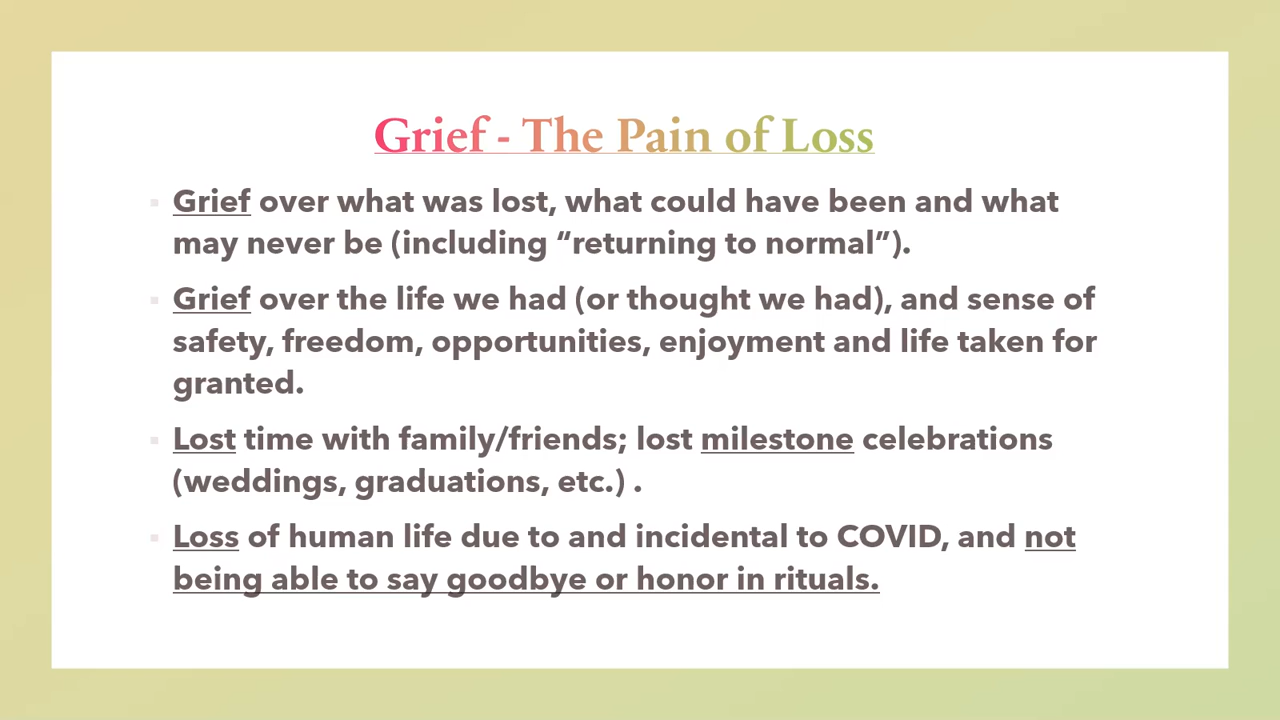 Grief - The Pain of Loss
Grief over what was lost, what could have been and what
may never be (including “returning to normal”).
Grief over the life we had (or thought we had), and sense of
safety, freedom, opportunities, enjoyment and life taken for
granted.
Lost time with family/friends; lost milestone celebrations
(weddings, graduations, etc.) .
Loss of human life due to and incidental to COVID, and not
being able to say goodbye or honor in rituals.